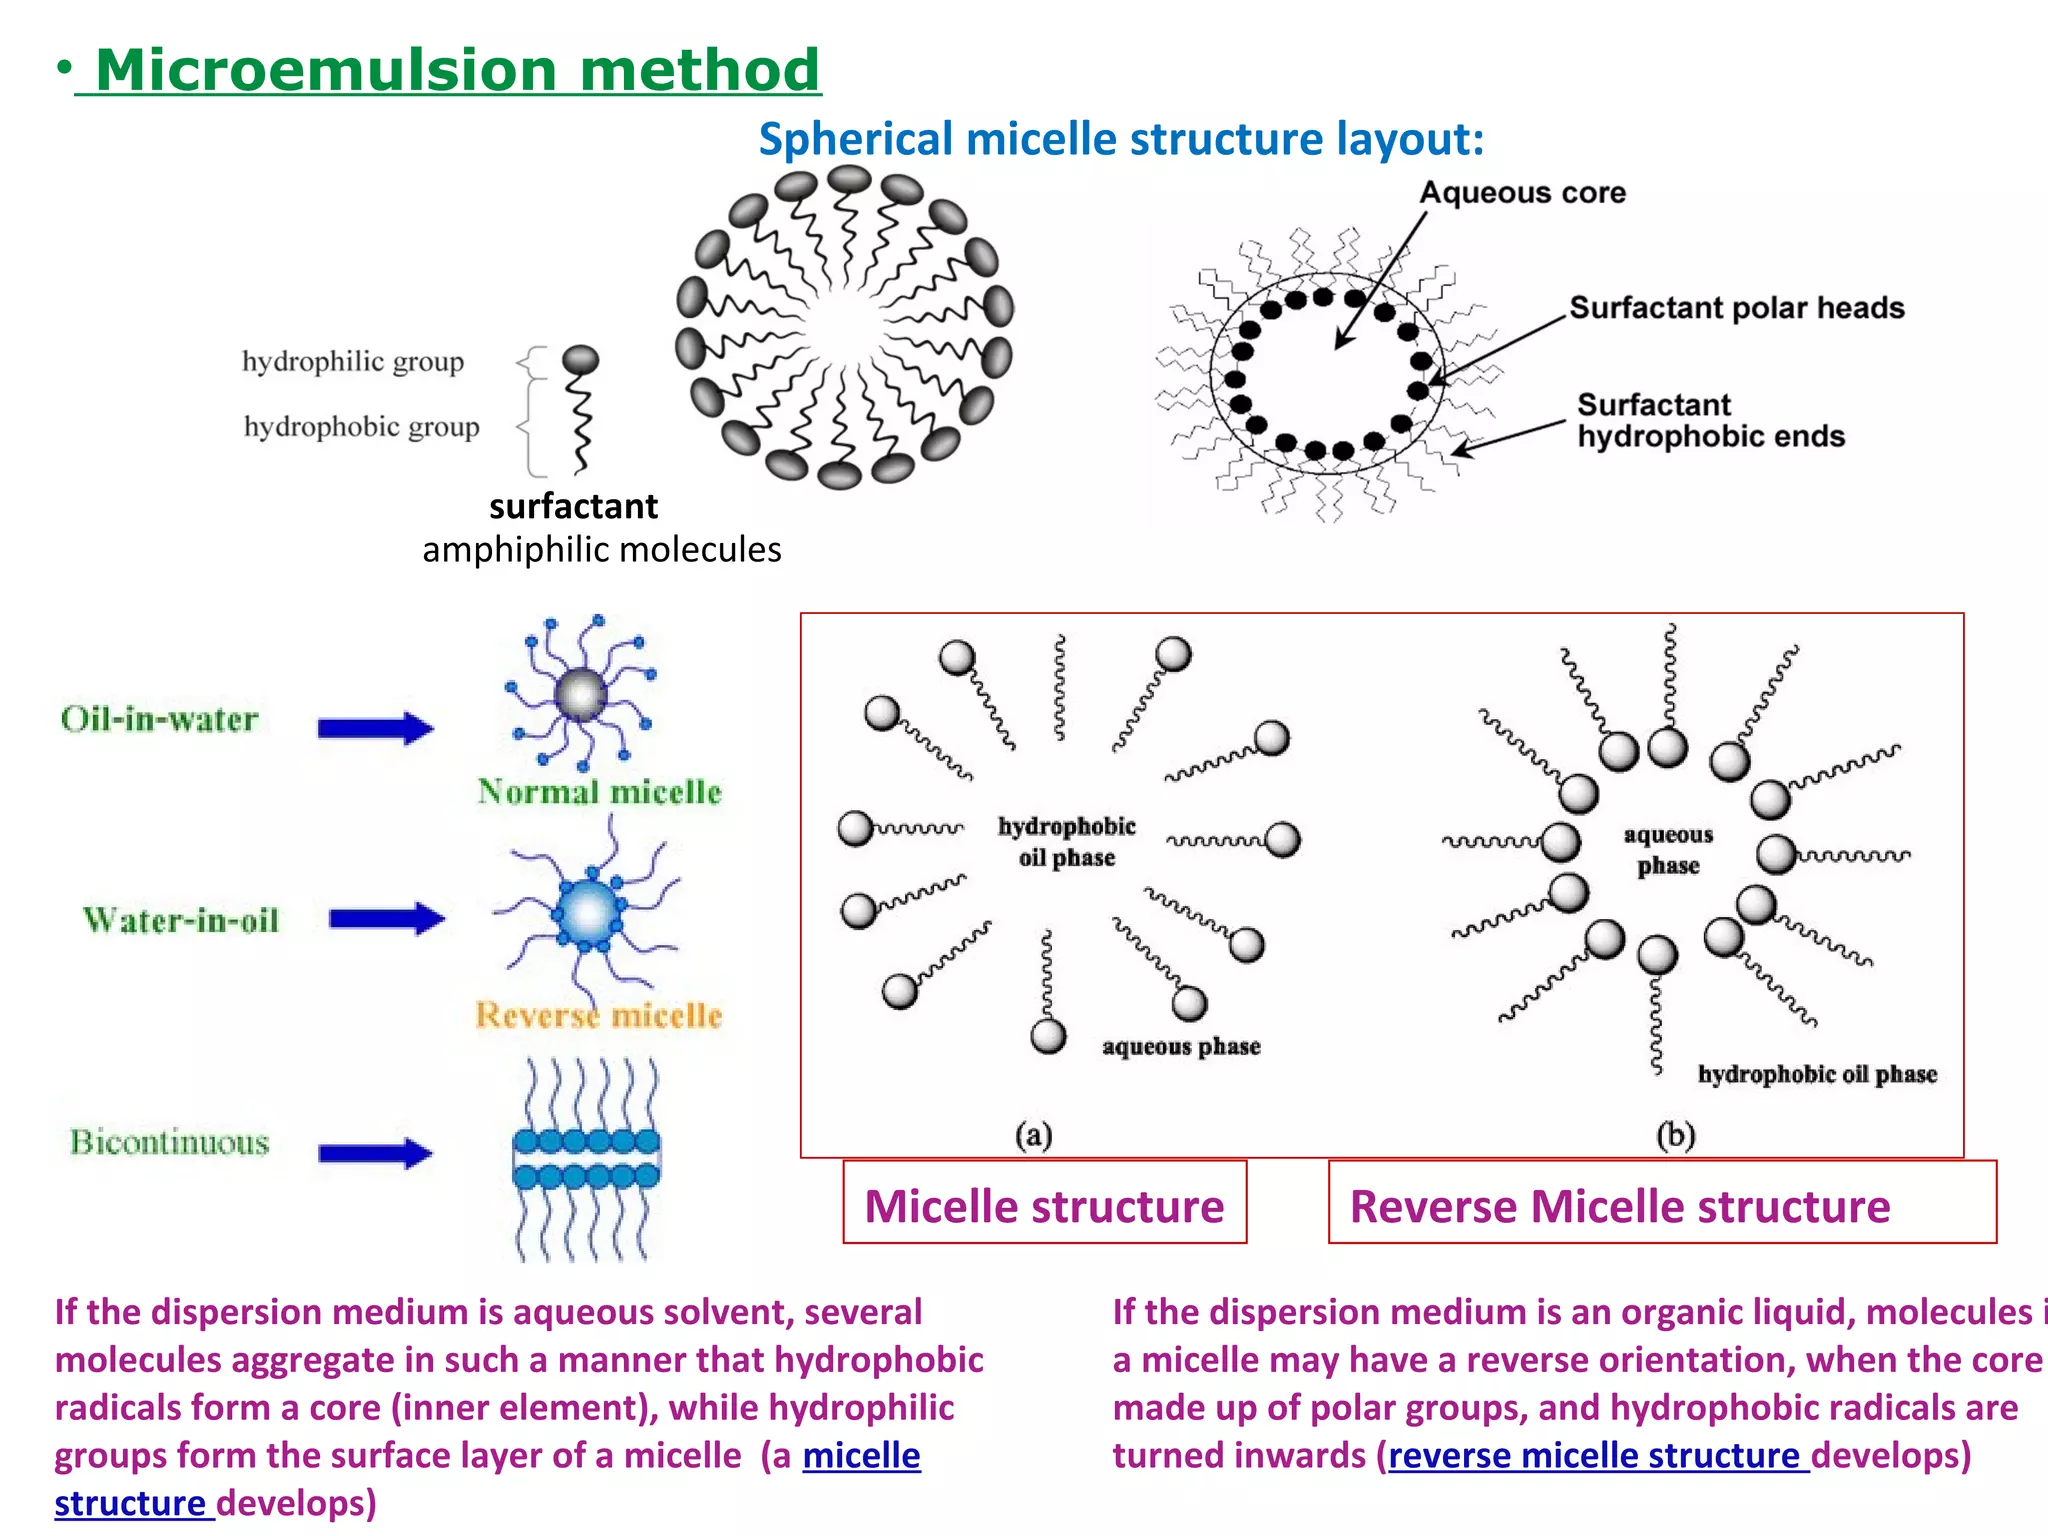 • Microemulsion method
Spherical micelle structure layout:
Aqueous core
Surfactant polar heads
Surfactant
hydrophobic ends
hydrophilic group
hydrophobic group
surfactant
amphiphilic molecules
Oil-in-water
Normal micelle
Water-in-oil
Reverse micelle
Bicontinuous
hydrophobic
oil phase
aqueous phase
(a)
aqueous
phase
hydrophobic oil phase
(b)
Micelle structure
Reverse Micelle structure
If the dispersion medium is aqueous solvent, several
molecules aggregate in such a manner that hydrophobic
radicals form a core (inner element), while hydrophilic
groups form the surface layer of a micelle (a micelle
structure develops)
If the dispersion medium is an organic liquid, molecules
a micelle may have a reverse orientation, when the core
made up of polar groups, and hydrophobic radicals are
turned inwards (reverse micelle structure develops)